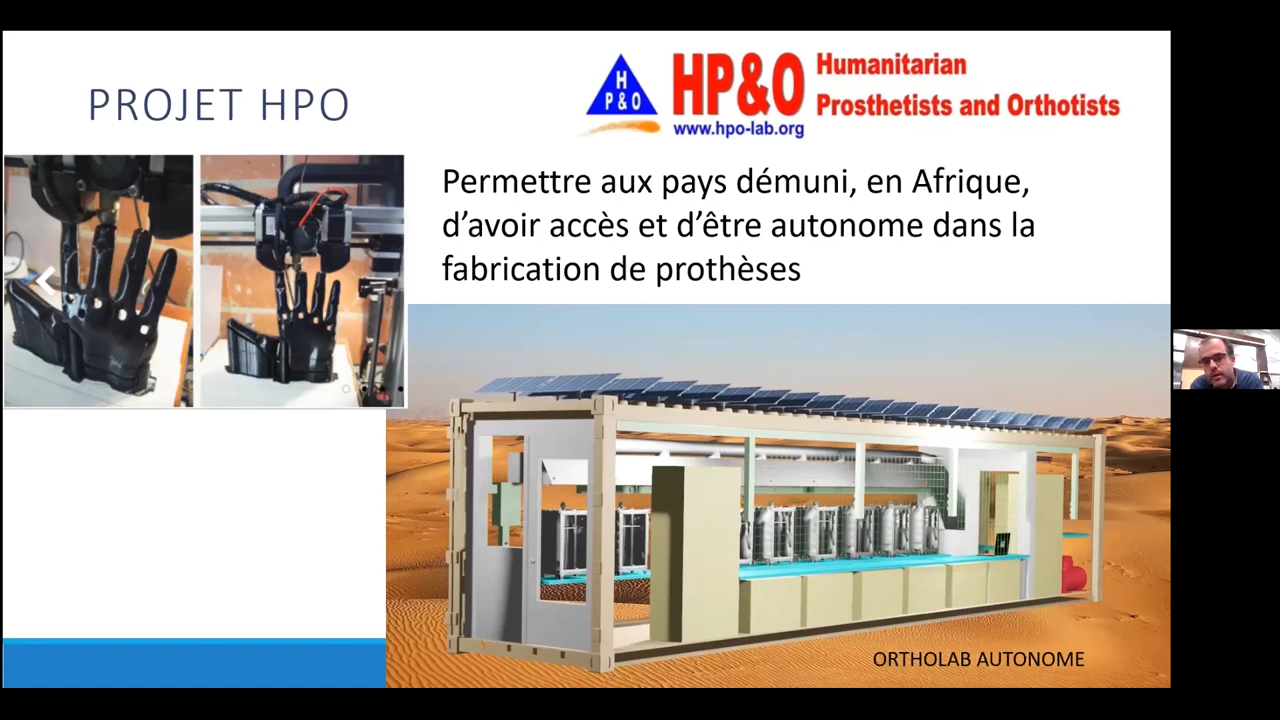 PROJET HPO
H
P & O
HP&O
Humanitarian
Prosthetists and Orthotists
www.hpo-lab.org
Permettre aux pays démuni, en Afrique,
d’avoir accès et d’être autonome dans la
fabrication de prothèses
ORTHOLAB AUTONOME